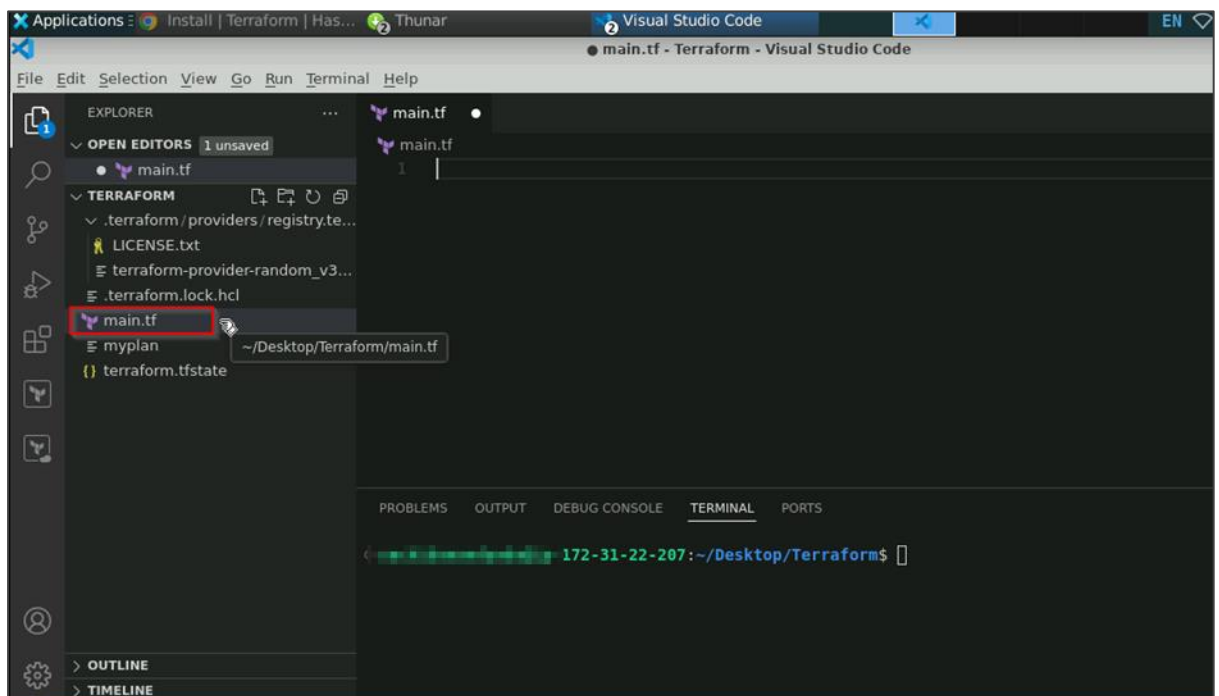 Applications Install | Terraform | Has... Thunar Visual Studio Code EN
main.tf - Terraform - Visual Studio Code
File Edit Selection View Go Run Terminal Help
EXPLORER
OPEN EDITORS 1 unsaved
main.tf
TERRAFORM
.terraform/providers/registry.te...
LICENSE.txt
terraform-provider-random_v3...
.terraform.lock.hcl
main.tf
~/Desktop/Terraform/main.tf
myplan
terraform.tfstate
OUTLINE
TIMELINE
main.tf
main.tf
1
PROBLEMS OUTPUT DEBUG CONSOLE TERMINAL PORTS
172-31-22-207:~/Desktop/Terraform$